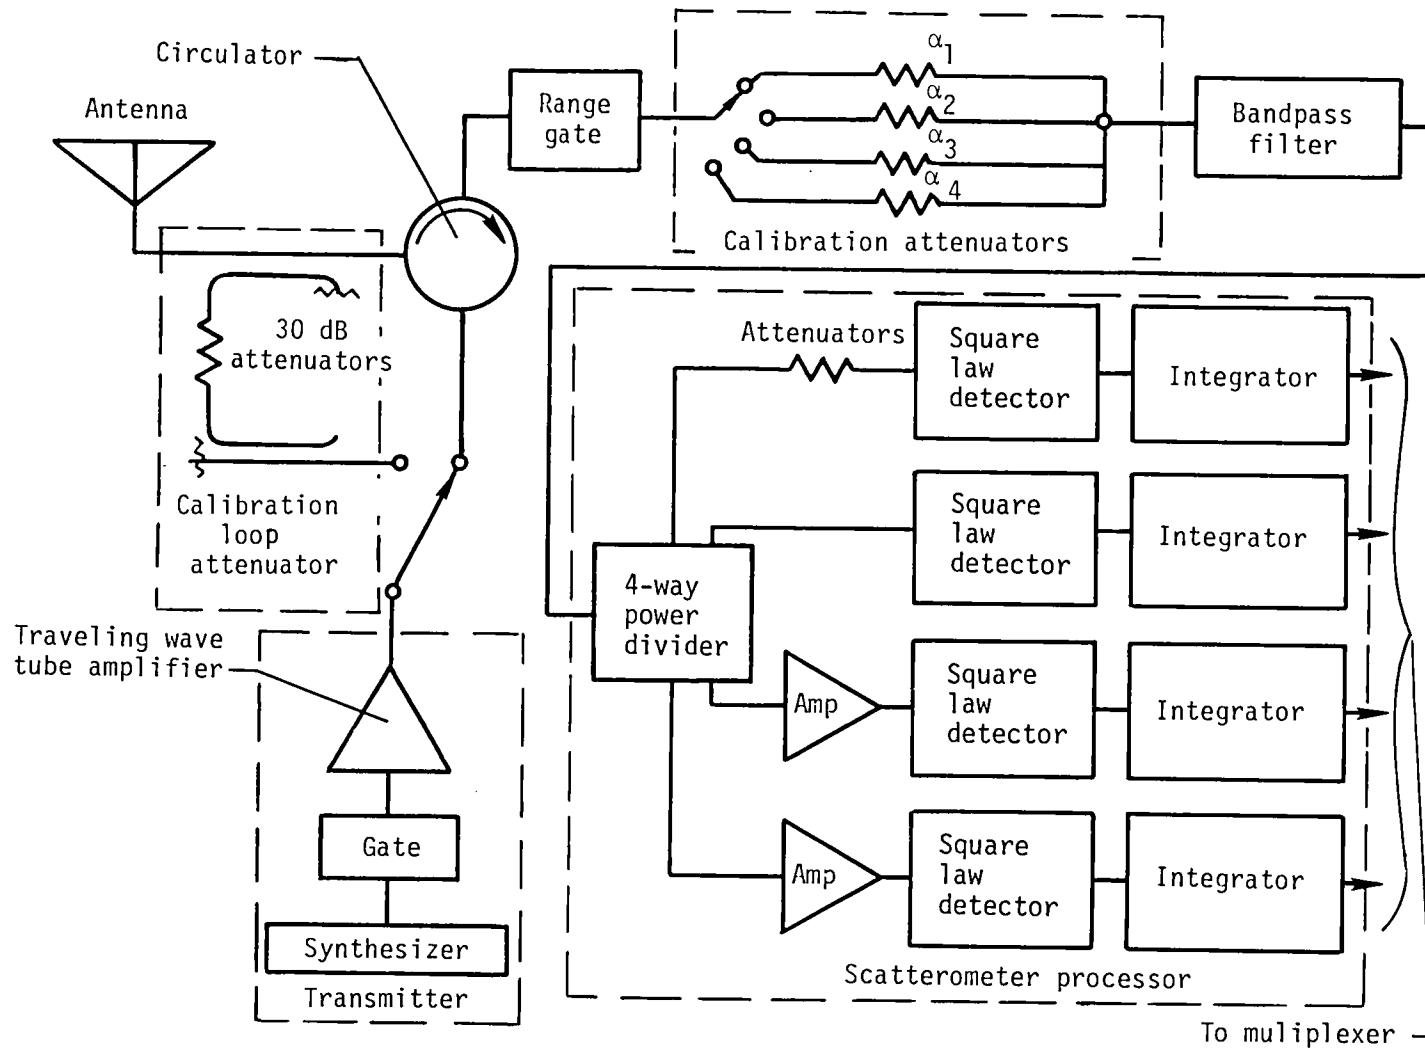 Circulator
Antenna
Range
gate
α1
α2
α3
α4
Calibration attenuators
Bandpass
filter
30 dB
attenuators
Calibration
loop
attenuator
Traveling wave
tube amplifier
Gate
Synthesizer
Transmitter
Attenuators
Square
law
detector
Integrator
Square
law
detector
Integrator
4-way
power
divider
Amp
Square
law
detector
Integrator
Amp
Square
law
detector
Integrator
Scatterometer processor
To muliplexer